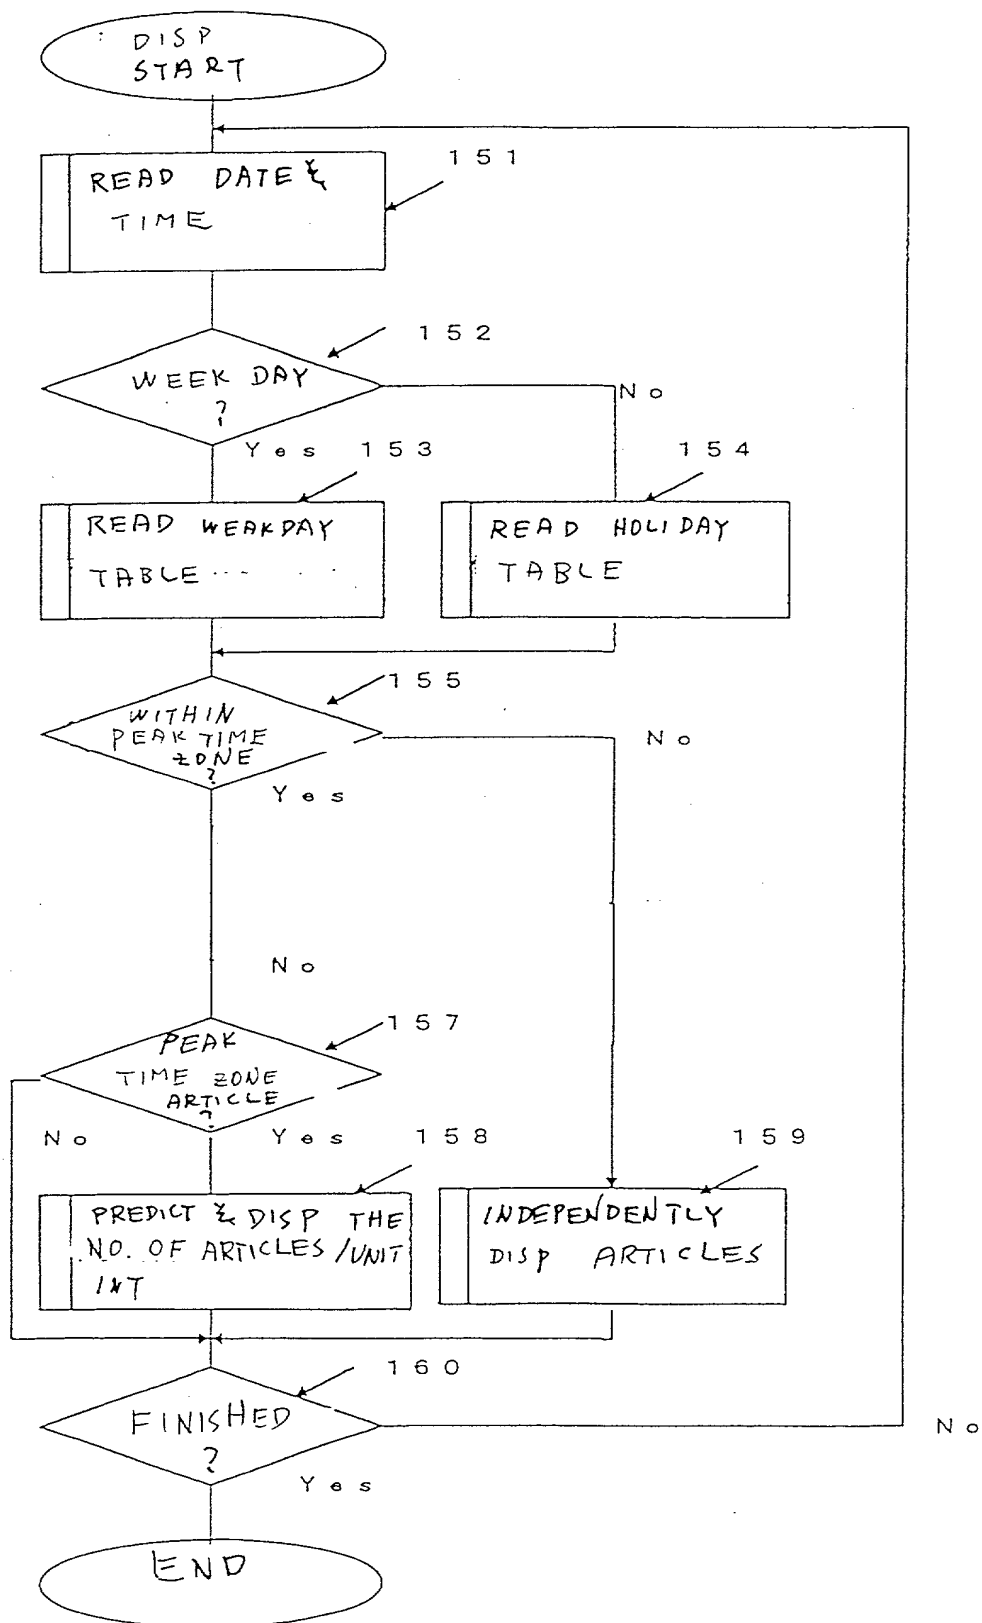 DISP
START
151
READ DATE &
TIME
152
WEEK DAY
?
No
Yes
153
154
READ WEAKDAY
TABLE
READ HOLIDAY
TABLE
155
WITHIN
PEAK TIME
ZONE
?
No
Yes
No
157
PEAK
TIME ZONE
ARTICLE
?
No
Yes
158
159
PREDICT & DISP THE
NO. OF ARTICLES /UNIT
INT
INDEPENDENTLY
DISP ARTICLES
160
FINISHED
?
No
Yes
END